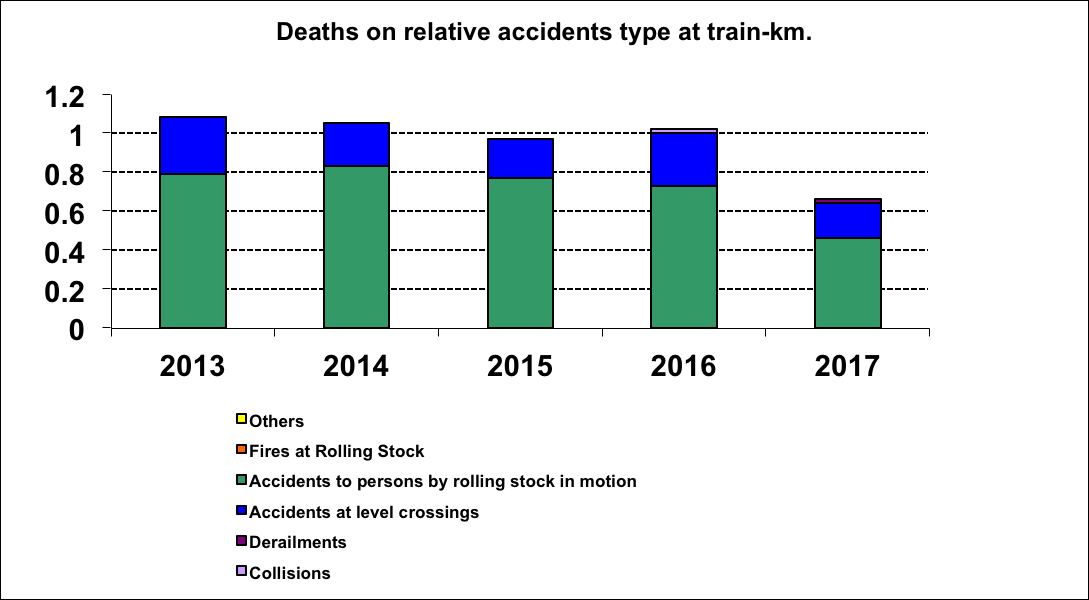 Deaths on relative accidents type at train-km.
1.2
1
0.8
0.6
0.4
0.2
0
2013 2014 2015 2016 2017
Others
Fires at Rolling Stock
Accidents to persons by rolling stock in motion
Accidents at level crossings
Derailments
Collisions